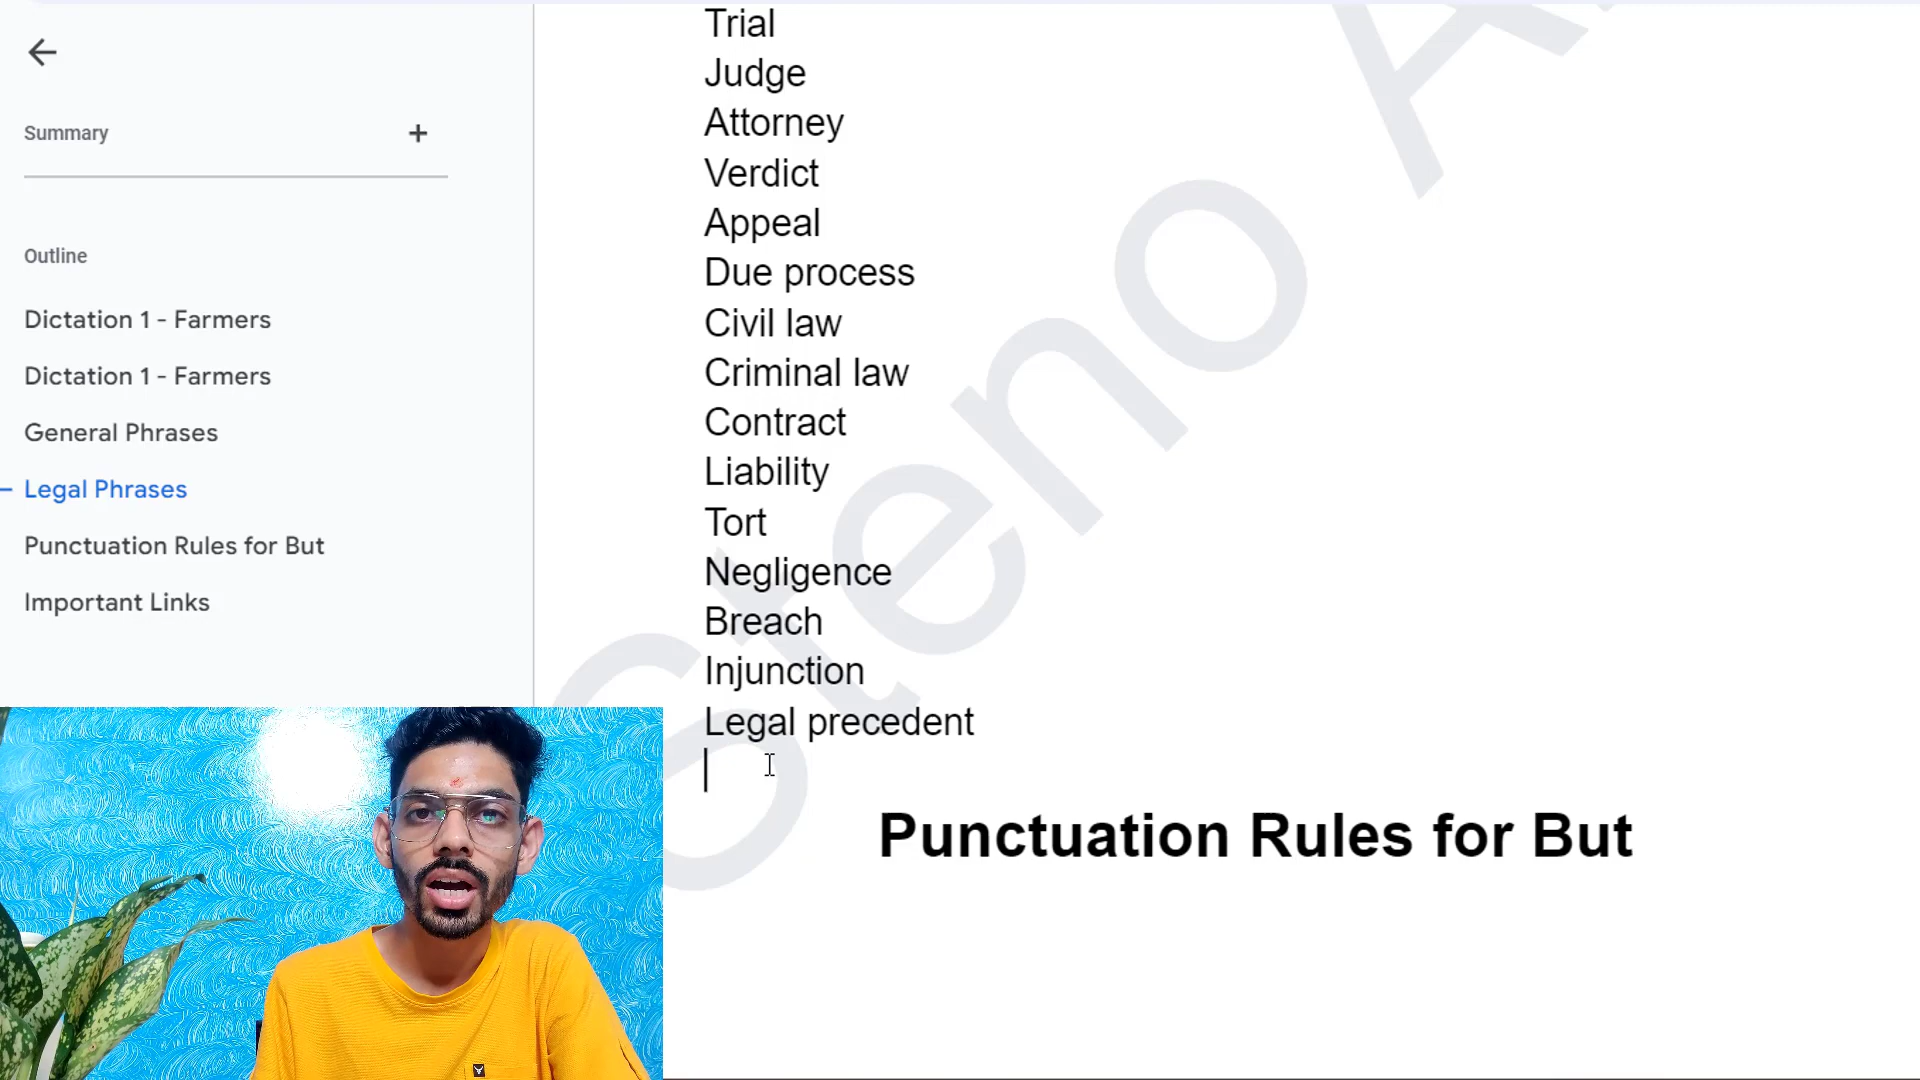 Summary
Outline
Dictation 1 - Farmers
Dictation 1 - Farmers
General Phrases
Legal Phrases
Punctuation Rules for But
Important Links
Trial
Judge
Attorney
Verdict
Appeal
Due process
Civil law
Criminal law
Contract
Liability
Tort
Negligence
Breach
Injunction
Legal precedent
Punctuation Rules for But
Steno A